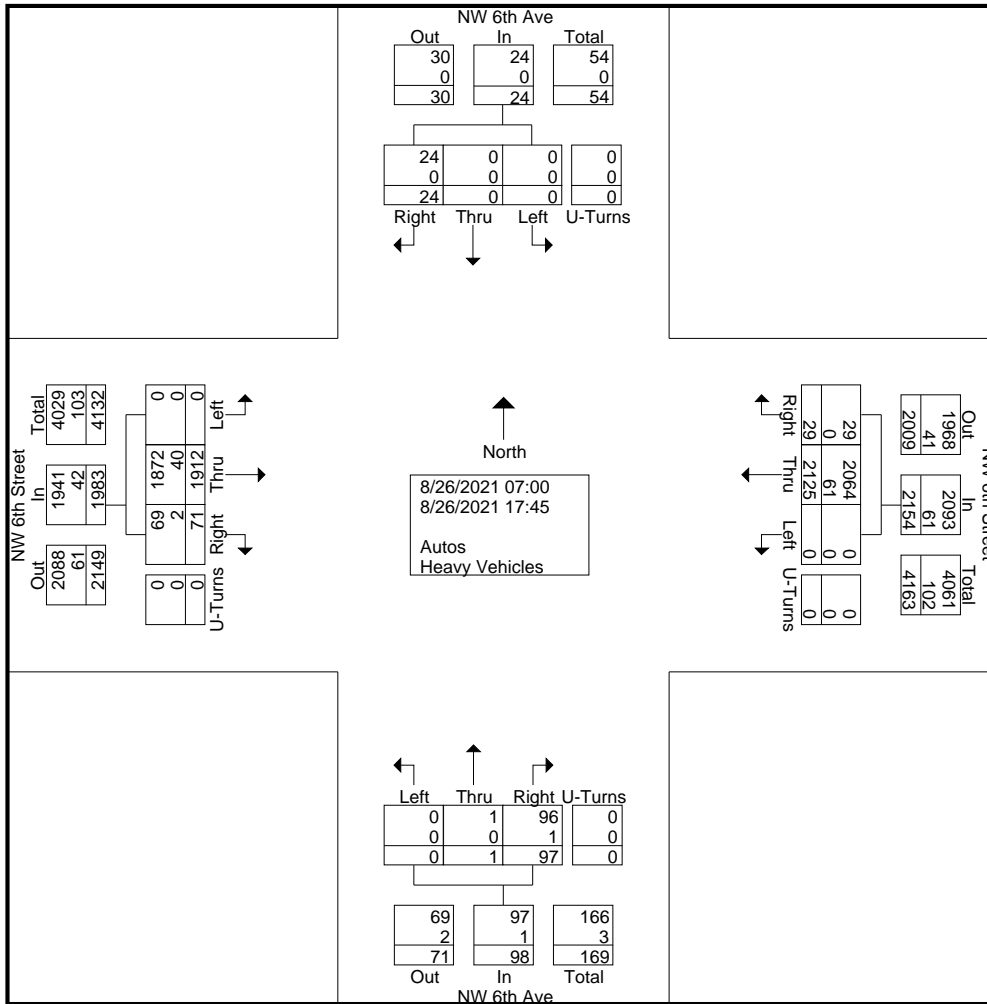 NW 6th Ave
Out In Total
30 24 54
0 0 0
30 24 54
24 0 0 0
0 0 0 0
24 0 0 0
Right Thru Left U-Turns
NW 6th Street
Total In Out
4029 1941 2088
103 42 61
4132 1983 2149
0 1872 69 0
0 40 2 0
0 1912 71 0
Left Thru Right U-Turns
North
8/26/2021 07:00
8/26/2021 17:45
Autos
Heavy Vehicles
Out In Total
1968 2093 4061
41 61 102
2009 2154 4163
29 2064 0 0
0 61 0 0
29 2125 0 0
Right Thru Left U-Turns
Left Thru Right U-Turns
0 1 96 0
0 0 1 0
0 1 97 0
69 97 166
2 1 3
71 98 169
Out In Total
NW 6th Ave